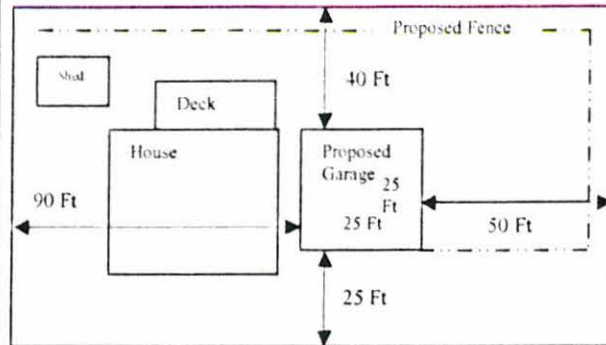 Proposed Fence
Shed
40 Ft
Deck
House
Proposed
Garage
25
Ft
90 Ft
25 Ft
50 Ft
25 Ft